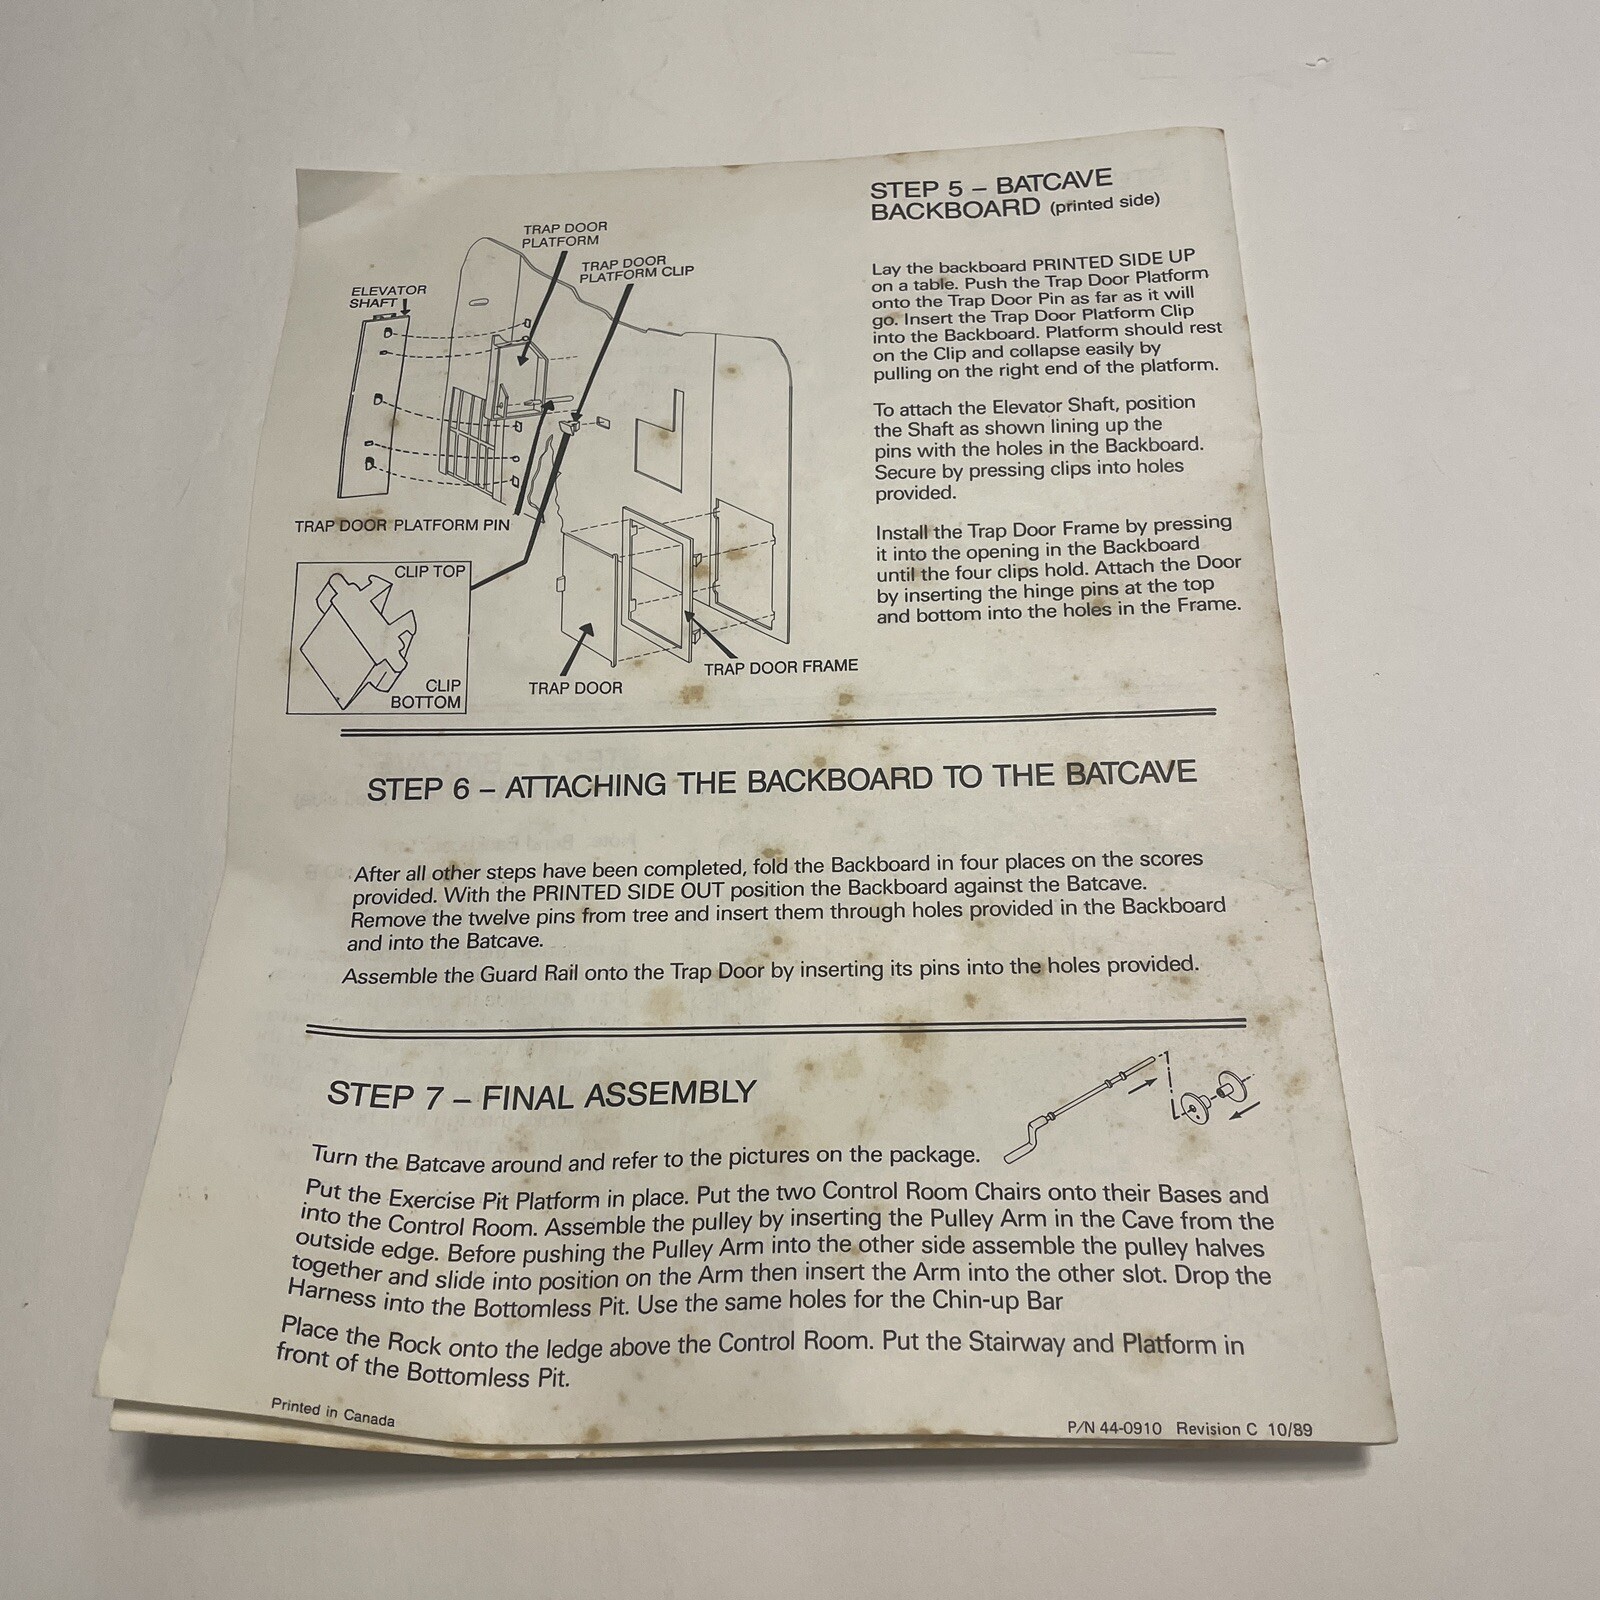 STEP 5 – BATCAVE
BACKBOARD (printed side)
TRAP DOOR
PLATFORM
TRAP DOOR
PLATFORM CLIP
ELEVATOR
SHAFT
TRAP DOOR PLATFORM PIN
CLIP TOP
CLIP
BOTTOM
TRAP DOOR
TRAP DOOR FRAME
Lay the backboard PRINTED SIDE UP
on a table. Push the Trap Door Platform
onto the Trap Door Pin as far as it will
go. Insert the Trap Door Platform Clip
into the Backboard. Platform should rest
on the Clip and collapse easily by
pulling on the right end of the platform.
To attach the Elevator Shaft, position
the Shaft as shown lining up the
pins with the holes in the Backboard.
Secure by pressing clips into holes
provided.
Install the Trap Door Frame by pressing
it into the opening in the Backboard
until the four clips hold. Attach the Door
by inserting the hinge pins at the top
and bottom into the holes in the Frame.
STEP 6 – ATTACHING THE BACKBOARD TO THE BATCAVE
After all other steps have been completed, fold the Backboard in four places on the scores
provided. With the PRINTED SIDE OUT position the Backboard against the Batcave.
Remove the twelve pins from tree and insert them through holes provided in the Backboard
and into the Batcave.
Assemble the Guard Rail onto the Trap Door by inserting its pins into the holes provided.
STEP 7 – FINAL ASSEMBLY
Turn the Batcave around and refer to the pictures on the package.
Put the Exercise Pit Platform in place. Put the two Control Room Chairs onto their Bases and
into the Control Room. Assemble the pulley by inserting the Pulley Arm in the Cave from the
outside edge. Before pushing the Pulley Arm into the other side assemble the pulley halves
together and slide into position on the Arm then insert the Arm into the other slot. Drop the
Harness into the Bottomless Pit. Use the same holes for the Chin-up Bar
Place the Rock onto the ledge above the Control Room. Put the Stairway and Platform in
front of the Bottomless Pit.
Printed in Canada
P/N 44-0910 Revision C 10/89